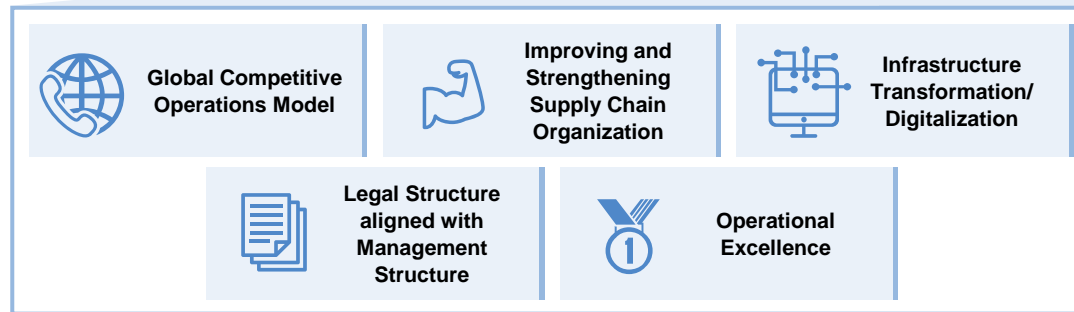 Global Competitive
Operations Model
Improving and
Strengthening
Supply Chain
Organization
Infrastructure
Transformation/
Digitalization
Legal Structure
aligned with
Management
Structure
1
Operational
Excellence